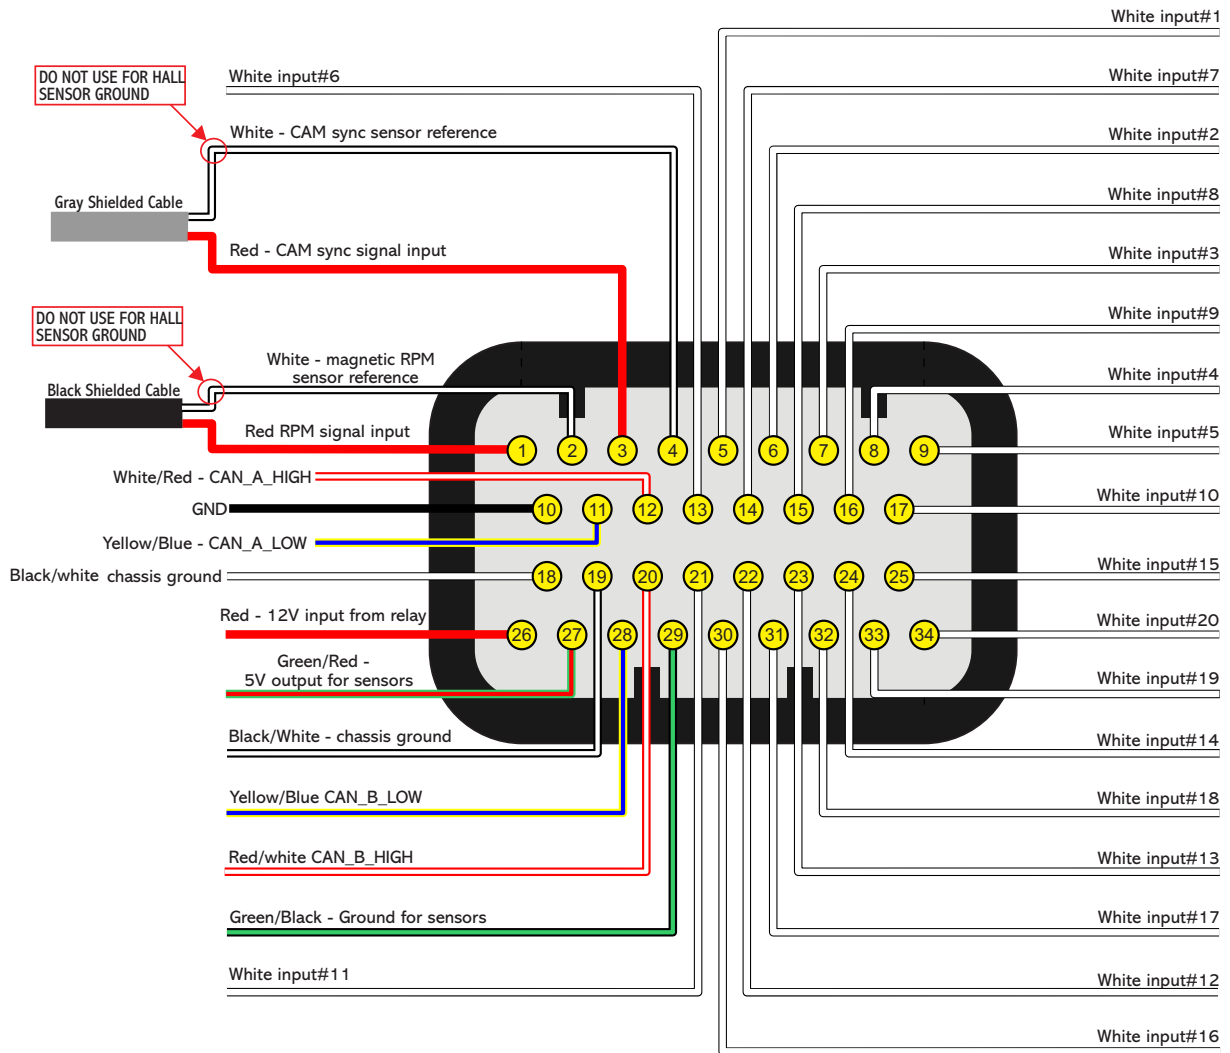 White input#1
DO NOT USE FOR HALL
SENSOR GROUND
White input#6
White input#7
White - CAM sync sensor reference
White input#2
Gray Shielded Cable
White input#8
Red - CAM sync signal input
White input#3
DO NOT USE FOR HALL
SENSOR GROUND
White input#9
White - magnetic RPM
sensor reference
White input#4
Black Shielded Cable
Red RPM signal input
White input#5
1 2 3 4 5 6 7 8 9
White/Red - CAN_A_HIGH
White input#10
GND
10 11 12 13 14 15 16 17
Yellow/Blue - CAN_A_LOW
White input#15
Black/white chassis ground
18 19 20 21 22 23 24 25
Red - 12V input from relay
White input#20
26 27 28 29 30 31 32 33 34
Green/Red -
5V output for sensors
White input#19
Black/White - chassis ground
White input#14
Yellow/Blue CAN_B_LOW
White input#18
Red/white CAN_B_HIGH
White input#13
Green/Black - Ground for sensors
White input#17
White input#11
White input#12
White input#16